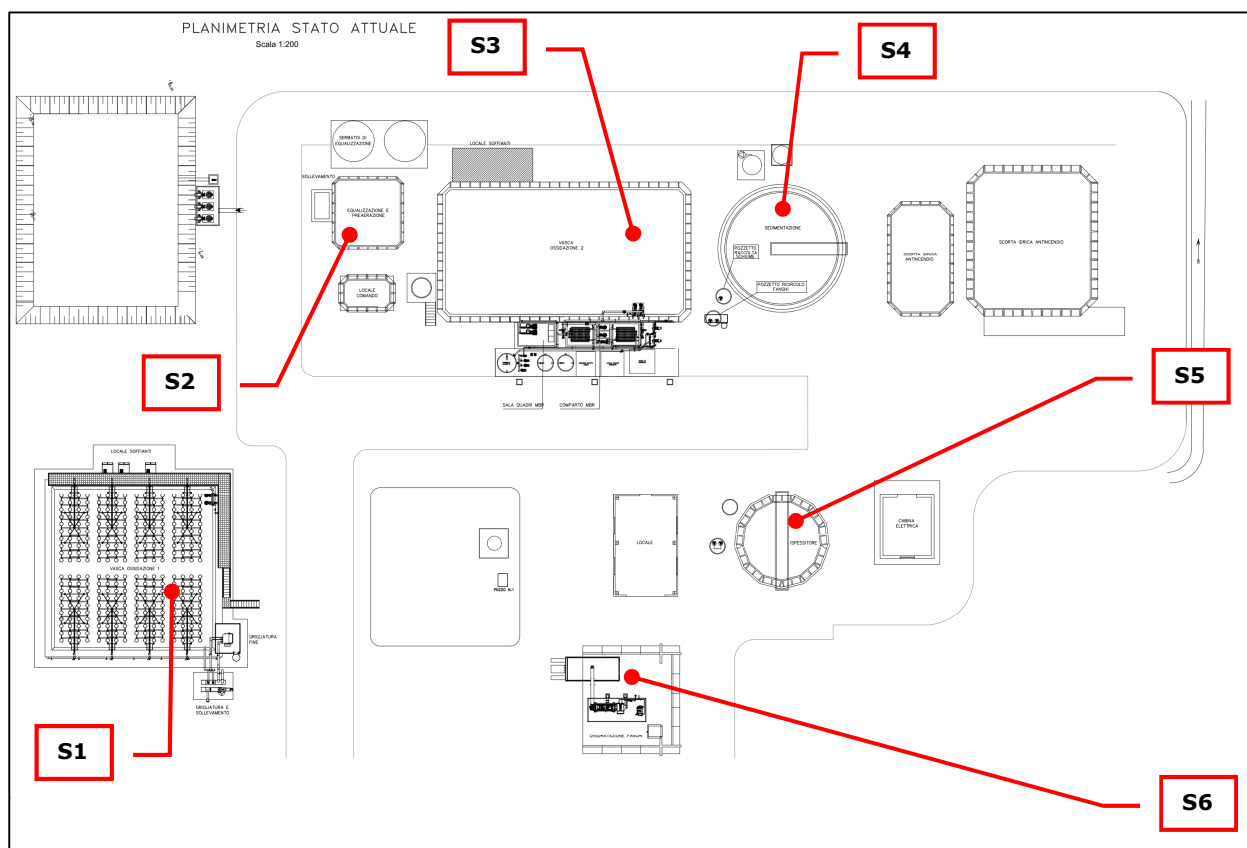 PLANIMETRIA STATO ATTUALE
Scala 1:200
S3
S4
SERBATOI DI
EQUALIZZAZIONE
LOCALE SOFFIANTI
SOLLEVAMENTO
EQUALIZZAZIONE E
PREAERAZIONE
VASCA
OSSIDAZIONE 2
SEDIMENTAZIONE
POZZETTO
RACCOLTA
SCHIUME
POZZETTO RICIRCOLO
FANGHI
SCORTA IDRICA
ANTINCENDIO
SCORTA IDRICA
ANTINCENDIO
LOCALE
COMANDO
S2
S5
SALA QUADRI MBR
COMPARTO MBR
LOCALE SOFFIANTI
VASCA OSSIDAZIONE 1
LOCALE
ISPESSITORE
CABINA
ELETTRICA
POZZO N.1
GRIGLIATURA
FINE
GRIGLIATURA E
SOLLEVAMENTO
DISIDRATAZIONE FANGHI
S1
S6